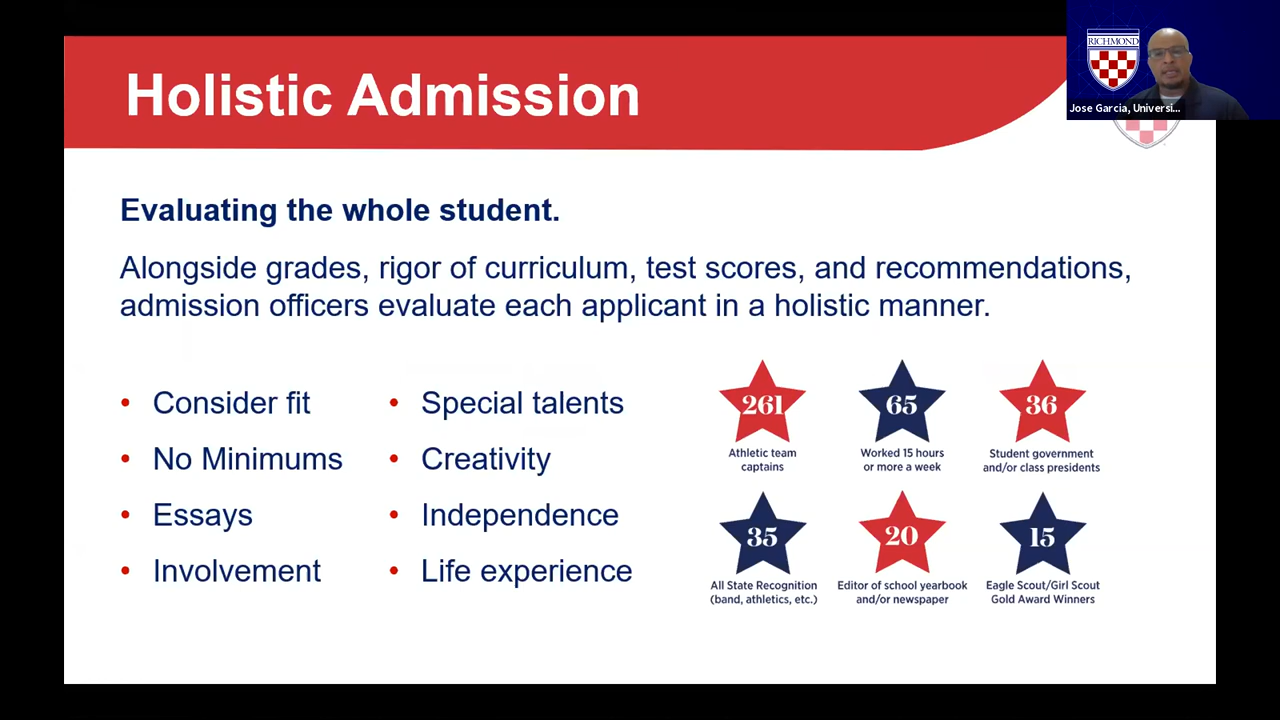 Holistic Admission
RICHMOND
Jose Garcia, Universi...
Evaluating the whole student.
Alongside grades, rigor of curriculum, test scores, and recommendations,
admission officers evaluate each applicant in a holistic manner.
• Consider fit
• No Minimums
• Essays
• Involvement
• Special talents
• Creativity
• Independence
• Life experience
261
Athletic team
captains
65
Worked 15 hours
or more a week
36
Student government
and/or class presidents
35
All State Recognition
(band, athletics, etc.)
20
Editor of school yearbook
and/or newspaper
15
Eagle Scout/Girl Scout
Gold Award Winners